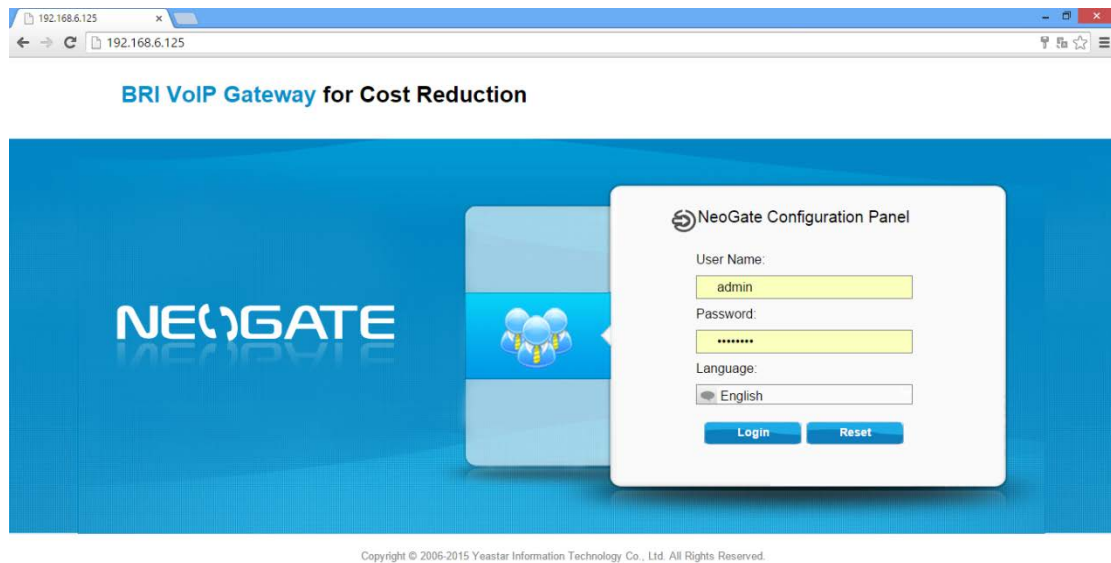 192.168.6.125
192.168.6.125
BRI VoIP Gateway for Cost Reduction
NeoGate Configuration Panel
User Name:
admin
NEOGATE
Password:
••••••••
Language:
English
Login Reset
Copyright © 2006-2015 Yeastar Information Technology Co., Ltd. All Rights Reserved.